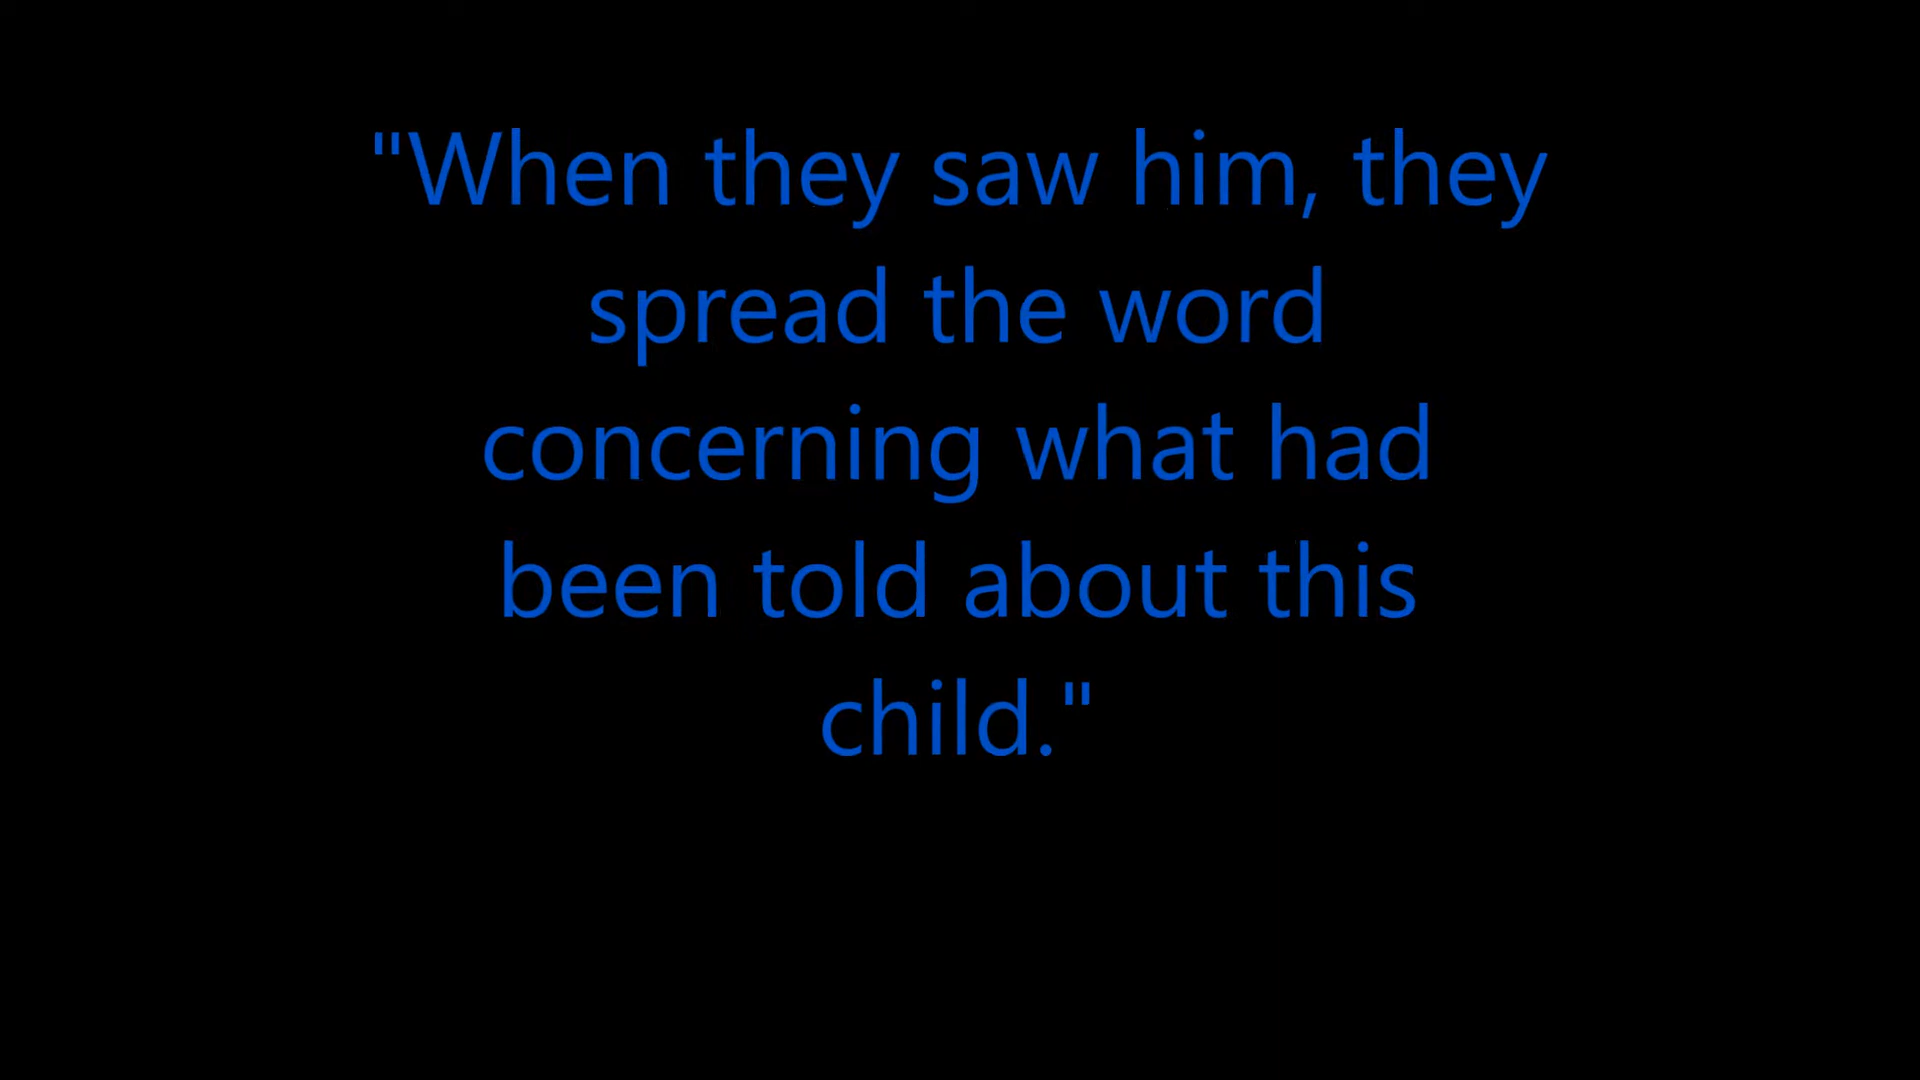 "When they saw him, they
spread the word
concerning what had
been told about this
child."